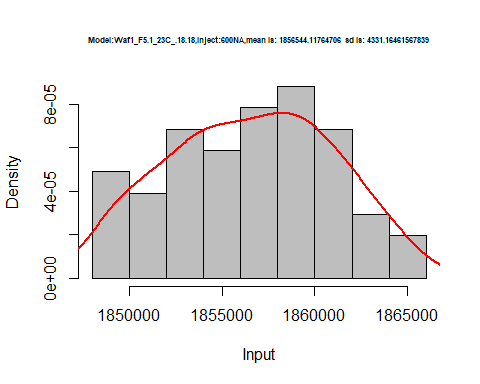 Model:Waf1_F5.1_23C_.18.18,Inject:600NA,mean is: 1856544.11764706 sd is: 4331.16461567839
Density
8e-05
4e-05
0e+00
1850000 1855000 1860000 1865000
Input